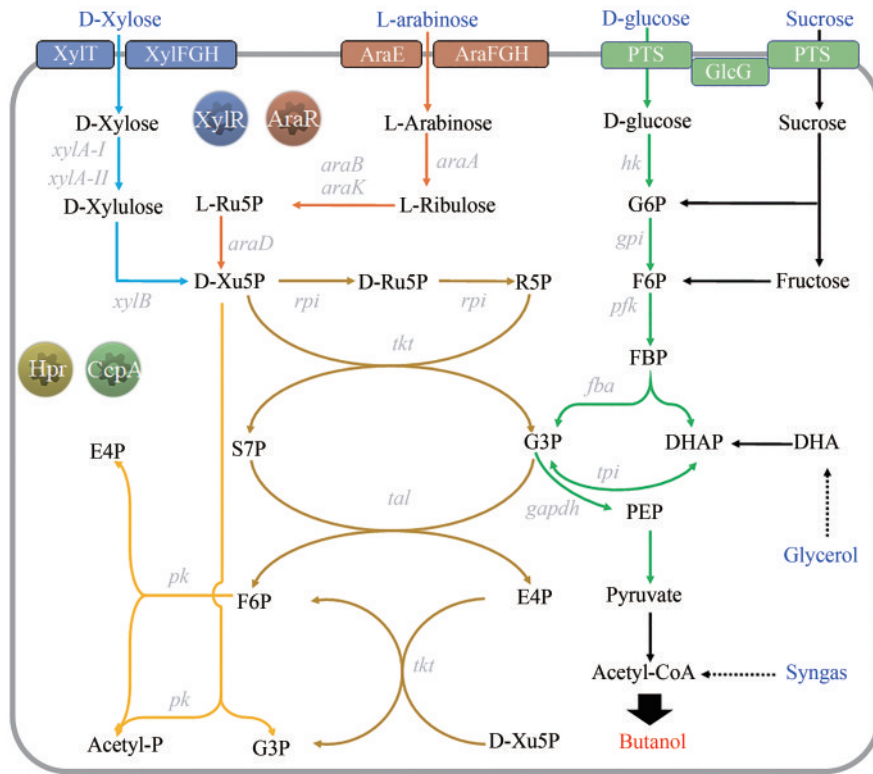 D-Xylose L-arabinose D-glucose Sucrose
XylT XylFGH AraE AraFGH PTS GlcG PTS
D-Xylose XylR AraR L-Arabinose D-glucose Sucrose
xylA-I
xylA-II
araB
araK
araA
hk
D-Xylulose L-Ru5P L-Ribulose G6P
araD gpi
D-Xu5P D-Ru5P R5P F6P Fructose
xylB rpi rpi pfk
tkt
Hpr CcpA FBP
fba
E4P S7P G3P DHAP DHA
tpi
tal gapdh PEP
Glycerol
pk
F6P E4P Pyruvate
tkt Acetyl-CoA Syngas
pk
Acetyl-P G3P D-Xu5P Butanol